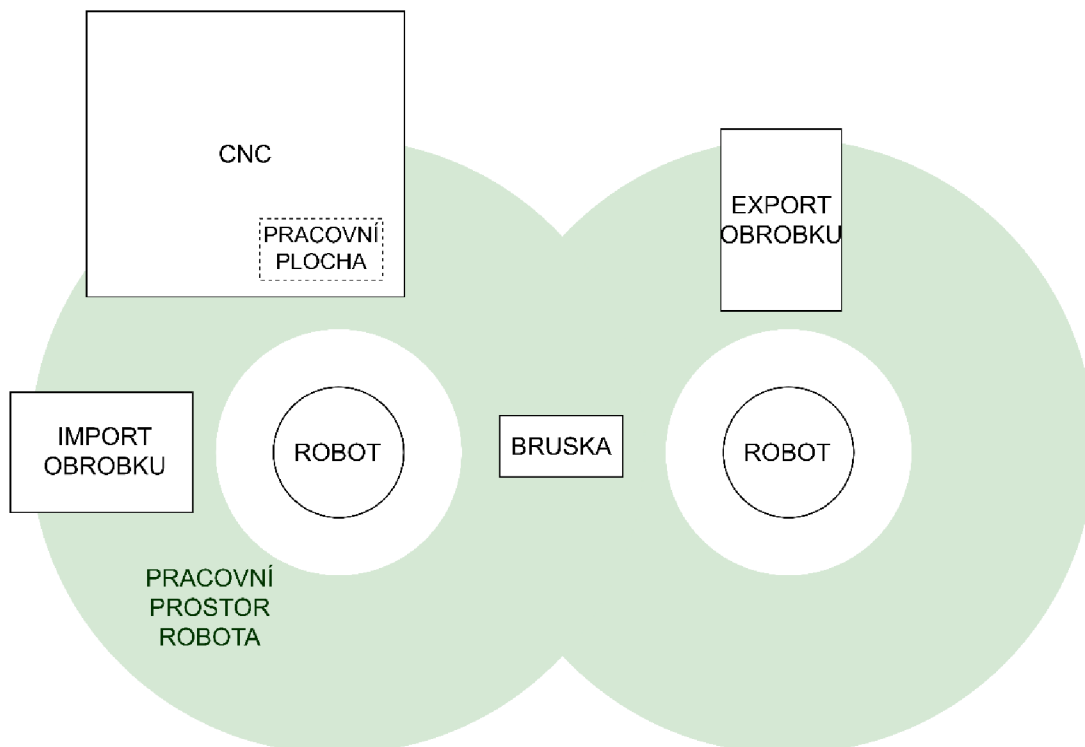 CNC
PRACOVNÍ
PLOCHA
EXPORT
OBROBKU
IMPORT
OBROBKU
ROBOT
BRUSKA
ROBOT
PRACOVNÍ
PROSTOR
ROBOTA